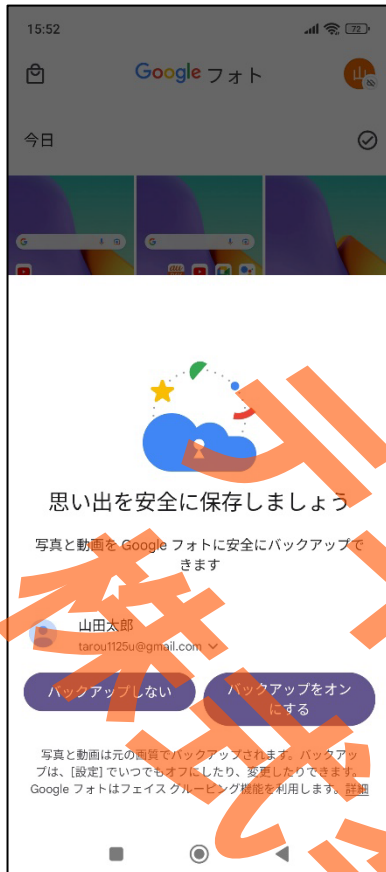 15:52
72
Google フォト
山
今日
思い出を安全に保存しましょう
写真と動画を Google フォトに安全にバックアップで
きます
山田太郎
tarou1125u@gmail.com
バックアップしない
バックアップをオン
にする
写真と動画は元の画質でバックアップされます。バックアッ
プは、[設定] でいつでもオフにしたり、変更したりできます。
Google フォトはフェイス グルーピング機能を利用します。詳細